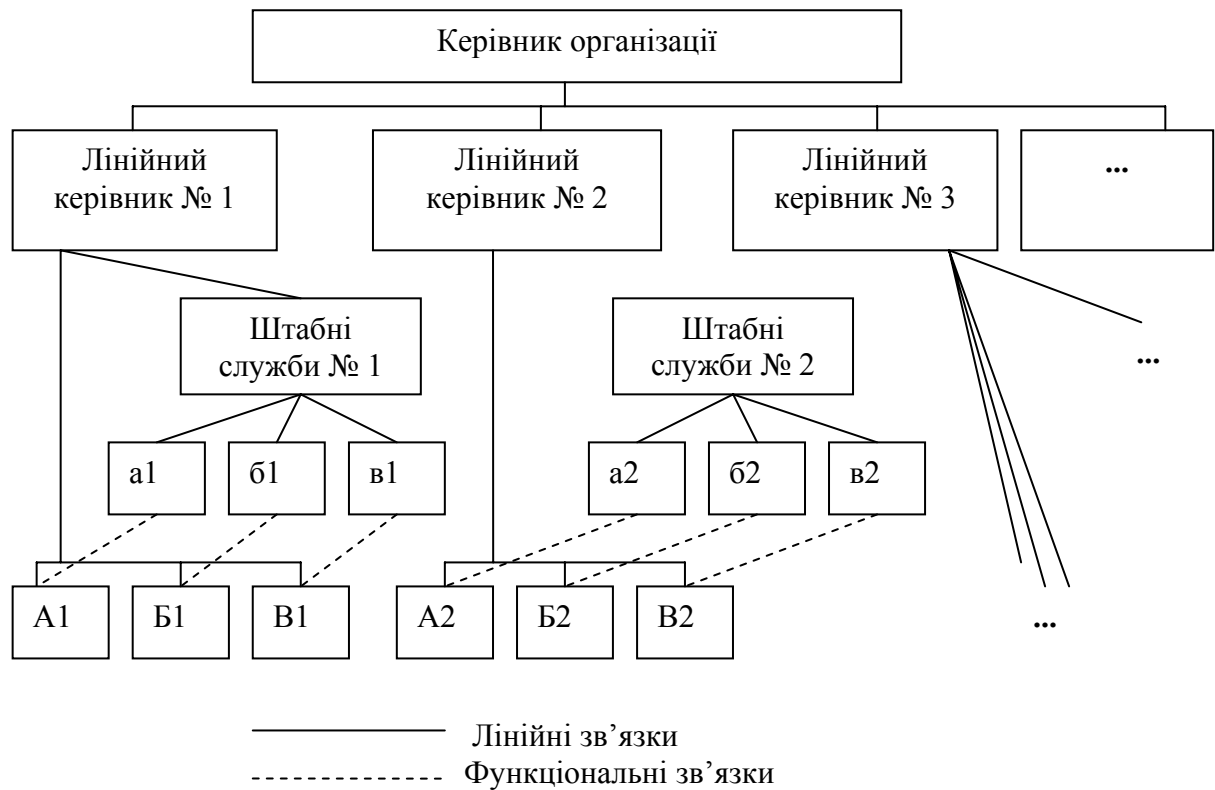 Керівник організації
Лінійний
керівник № 1
Лінійний
керівник № 2
Лінійний
керівник № 3
...
Штабні
служби № 1
Штабні
служби № 2
...
а1
б1
в1
а2
б2
в2
А1
Б1
В1
А2
Б2
В2
...
Лінійні зв’язки
Функціональні зв’язки